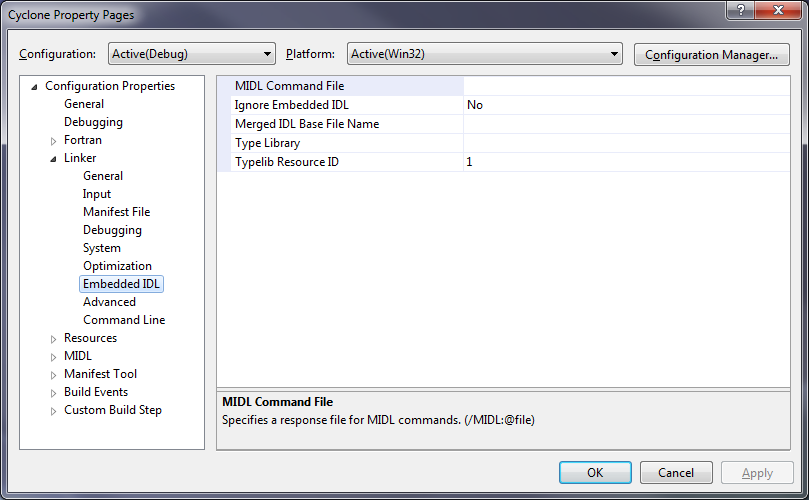 Cyclone Property Pages
Configuration: Active(Debug) Platform: Active(Win32) Configuration Manager...
Configuration Properties
General
Debugging
Fortran
Linker
General
Input
Manifest File
Debugging
System
Optimization
Embedded IDL
Advanced
Command Line
Resources
MIDL
Manifest Tool
Build Events
Custom Build Step
MIDL Command File
Ignore Embedded IDL No
Merged IDL Base File Name
Type Library
Typelib Resource ID 1
MIDL Command File
Specifies a response file for MIDL commands. (/MIDL:@file)
OK Cancel Apply